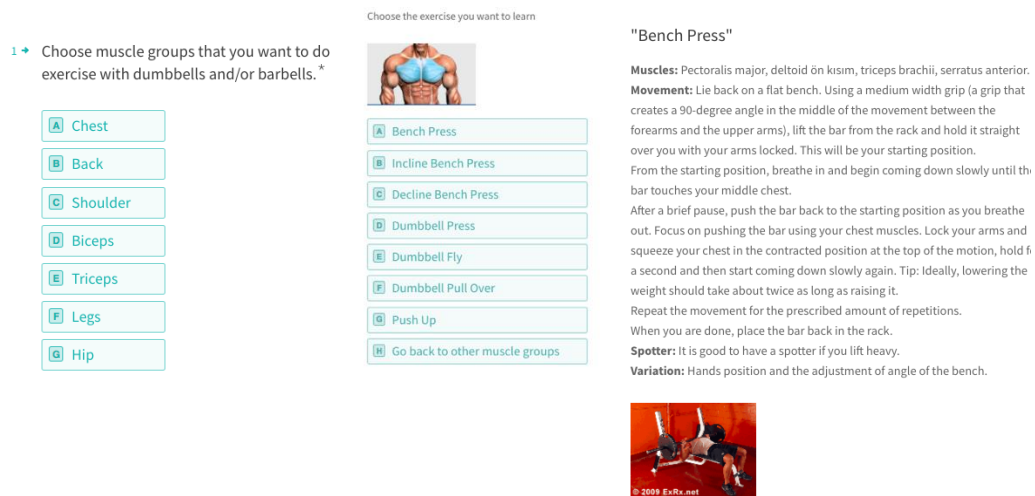 1 → Choose muscle groups that you want to do
exercise with dumbbells and/or barbells.*
A Chest
B Back
C Shoulder
D Biceps
E Triceps
F Legs
G Hip
Choose the exercise you want to learn
A Bench Press
B Incline Bench Press
C Decline Bench Press
D Dumbbell Press
E Dumbbell Fly
F Dumbbell Pull Over
G Push Up
H Go back to other muscle groups
"Bench Press"
Muscles: Pectoralis major, deltoid ön kısım, triceps brachii, serratus anterior.
Movement: Lie back on a flat bench. Using a medium width grip (a grip that
creates a 90-degree angle in the middle of the movement between the
forearms and the upper arms), lift the bar from the rack and hold it straight
over you with your arms locked. This will be your starting position.
From the starting position, breathe in and begin coming down slowly until the
bar touches your middle chest.
After a brief pause, push the bar back to the starting position as you breathe
out. Focus on pushing the bar using your chest muscles. Lock your arms and
squeeze your chest in the contracted position at the top of the motion, hold
a second and then start coming down slowly again. Tip: Ideally, lowering the
weight should take about twice as long as raising it.
Repeat the movement for the prescribed amount of repetitions.
When you are done, place the bar back in the rack.
Spotter: It is good to have a spotter if you lift heavy.
Variation: Hands position and the adjustment of angle of the bench.
© 2009 ExRx.net